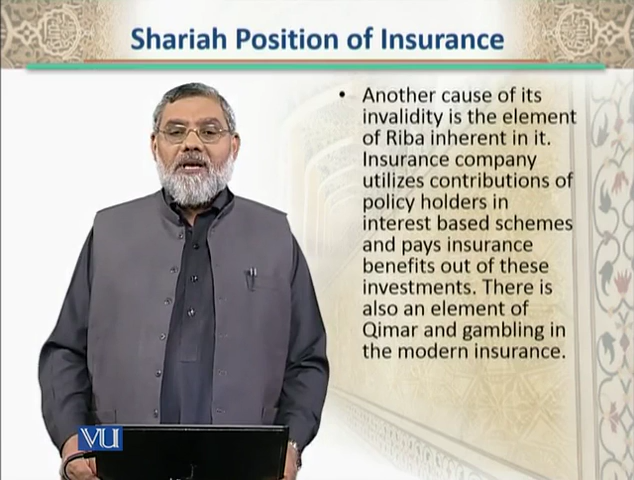 Shariah Position of Insurance
• Another cause of its
invalidity is the element
of Riba inherent in it.
Insurance company
utilizes contributions of
policy holders in
interest based schemes
and pays insurance
benefits out of these
investments. There is
also an element of
Qimar and gambling in
the modern insurance.
VU